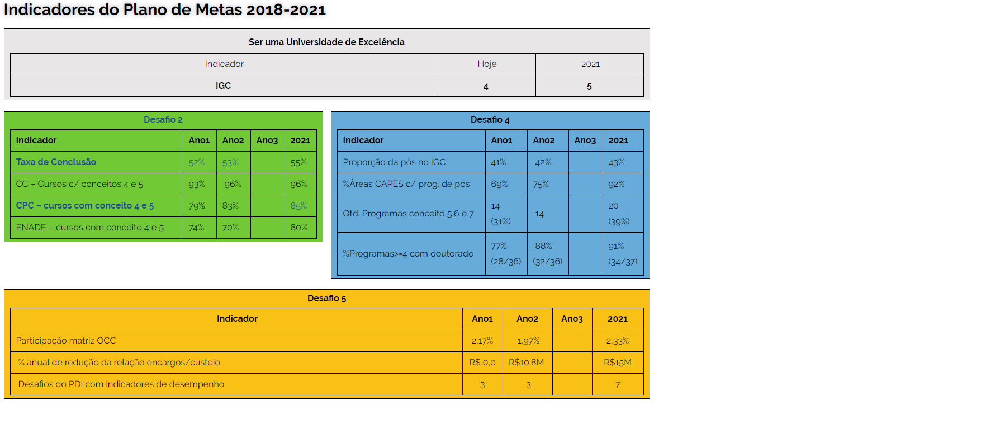 Indicadores do Plano de Metas 2018-2021
Ser uma Universidade de Excelência
Indicador Hoje 2021
IGC 4 5
Desafio 2
Indicador Ano1 Ano2 Ano3 2021
Taxa de Conclusão 52% 53% 55%
CC – Cursos c/ conceitos 4 e 5 93% 96% 96%
CPC – cursos com conceito 4 e 5 79% 83% 85%
ENADE – cursos com conceito 4 e 5 74% 70% 80%
Desafio 4
Indicador Ano1 Ano2 Ano3 2021
Proporção da pós no IGC 41% 42% 43%
%Áreas CAPES c/ prog. de pós 69% 75% 92%
Qtd. Programas conceito 5,6 e 7 14 (31%) 14 20 (39%)
%Programas>=4 com doutorado 77% (28/36) 88% (32/36) 91% (34/37)
Desafio 5
Indicador Ano1 Ano2 Ano3 2021
Participação matriz OCC 2,17% 1,97% 2,33%
% anual de redução da relação encargos/custeio R$ 0,0 R$10.8M R$15M
Desafios do PDI com indicadores de desempenho 3 3 7